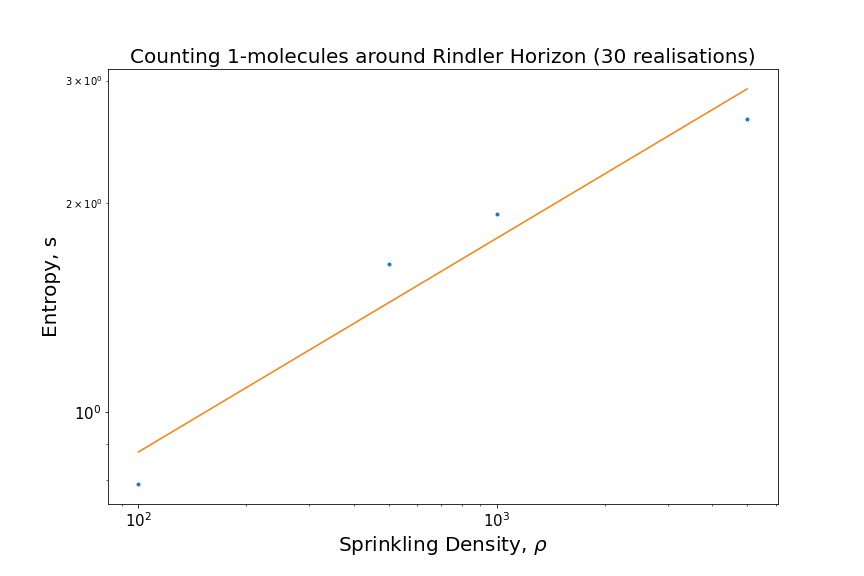 Counting 1-molecules around Rindler Horizon (30 realisations)
3 × 10⁰
2 × 10⁰
10⁰
Entropy, s
10²
10³
Sprinkling Density, ρ